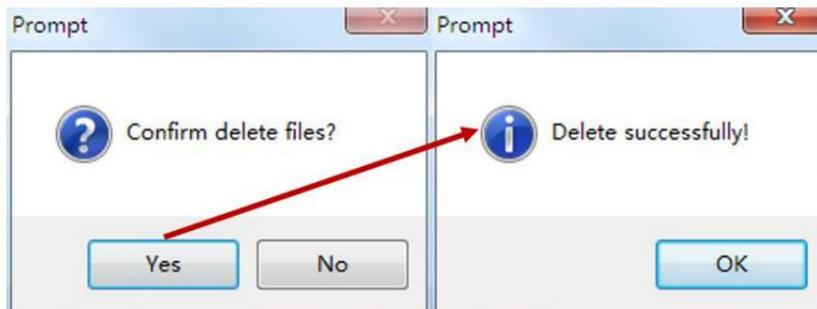 Prompt
Confirm delete files?
Yes
No
Prompt
Delete successfully!
OK